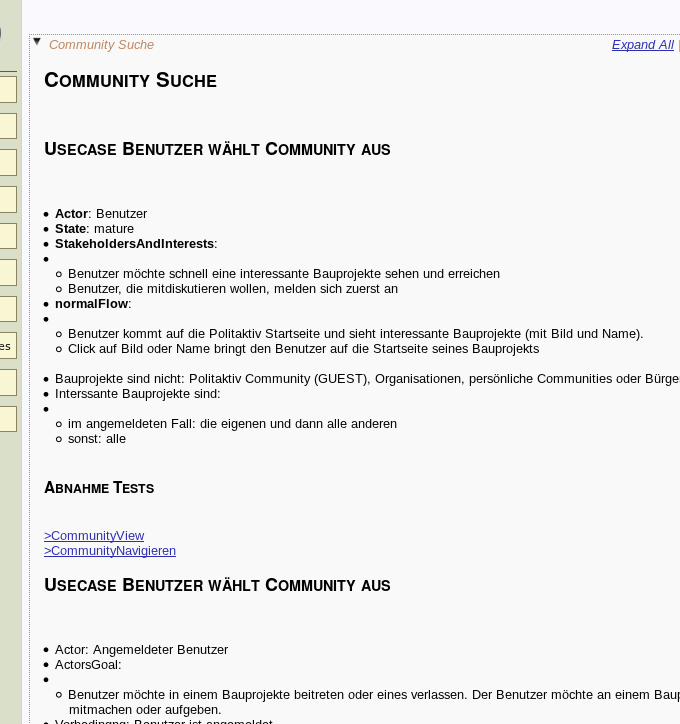 Community Suche
Expand All |
Community Suche
Usecase Benutzer wählt Community aus
Actor: Benutzer
State: mature
StakeholdersAndInterests:
Benutzer möchte schnell eine interessante Bauprojekte sehen und erreichen
Benutzer, die mitdiskutieren wollen, melden sich zuerst an
normalFlow:
Benutzer kommt auf die Politaktiv Startseite und sieht interessante Bauprojekte (mit Bild und Name).
Click auf Bild oder Name bringt den Benutzer auf die Startseite seines Bauprojekts
Bauprojekte sind nicht: Politaktiv Community (GUEST), Organisationen, persönliche Communities oder
Interssante Bauprojekte sind:
es
im angemeldeten Fall: die eigenen und dann alle anderen
sonst: alle
Abnahme Tests
>CommunityView
>CommunityNavigieren
Usecase Benutzer wählt Community aus
Actor: Angemeldeter Benutzer
ActorsGoal:
Benutzer möchte in einem Bauprojekte beitreten oder eines verlassen. Der Benutzer möchte an einem
mitmachen oder aufgeben.
Vorbedingng: Benutzer ist angemeldet